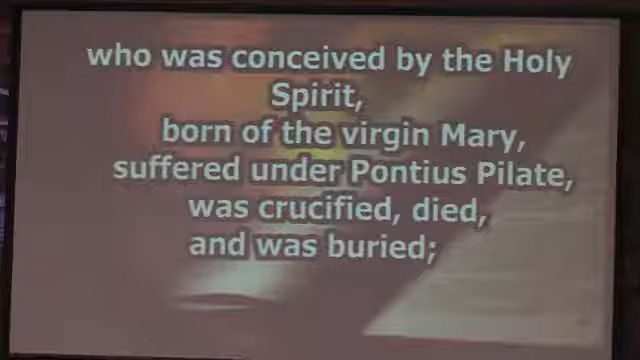 who was conceived by the Holy
Spirit,
born of the virgin Mary,
suffered under Pontius Pilate,
was crucified, died,
and was buried;